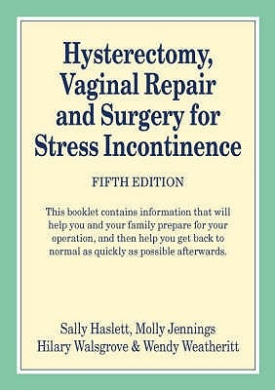 Hysterectomy,
Vaginal Repair
and Surgery for
Stress Incontinence
FIFTH EDITION
This booklet contains information that will
help you and your family prepare for your
operation, and then help you get back to
normal as quickly as possible afterwards.
Sally Haslett, Molly Jennings
Hilary Walsgrove & Wendy Weatheritt